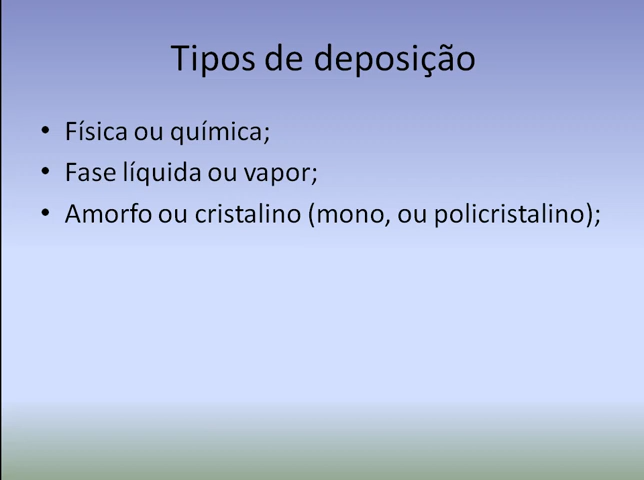 Tipos de deposição
• Física ou química;
• Fase líquida ou vapor;
• Amorfo ou cristalino (mono, ou policristalino);